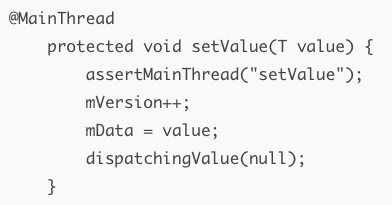 @MainThread
    protected void setValue(T value) {
        assertMainThread("setValue");
        mVersion++;
        mData = value;
        dispatchingValue(null);
    }